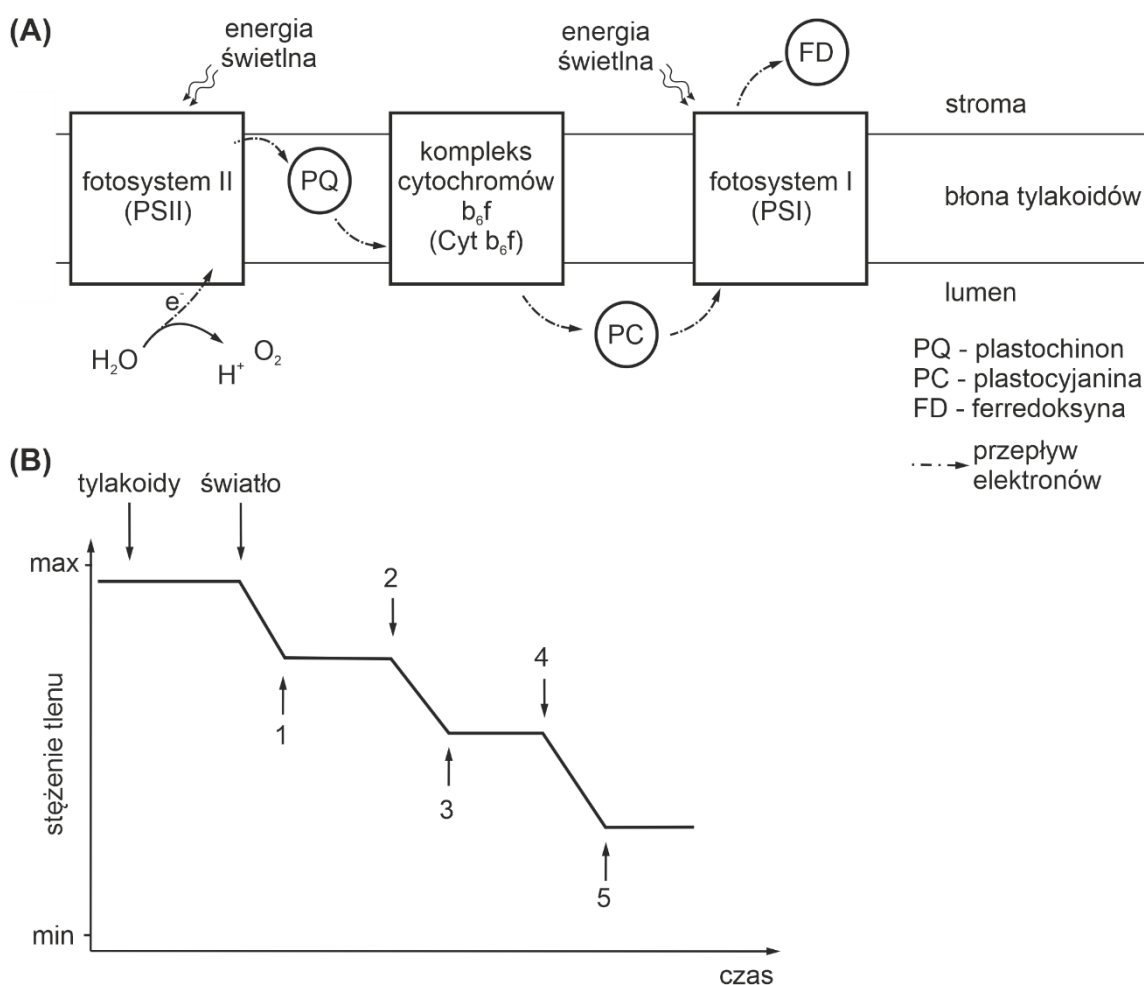 (A)
energia
świetlna
energia
świetlna
FD
stroma
fotosystem II
(PSII)
PQ
kompleks
cytochromów
b₆f
(Cyt b₆f)
fotosystem I
(PSI)
błona tylakoidów
e⁻
PC
lumen
H₂O
H⁺
O₂
PQ - plastochinon
PC - plastocyjanina
FD - ferredoksyna
przepływ
elektronów
(B)
tylakoidy
światło
max
2
4
1
3
5
stężenie tlenu
min
czas